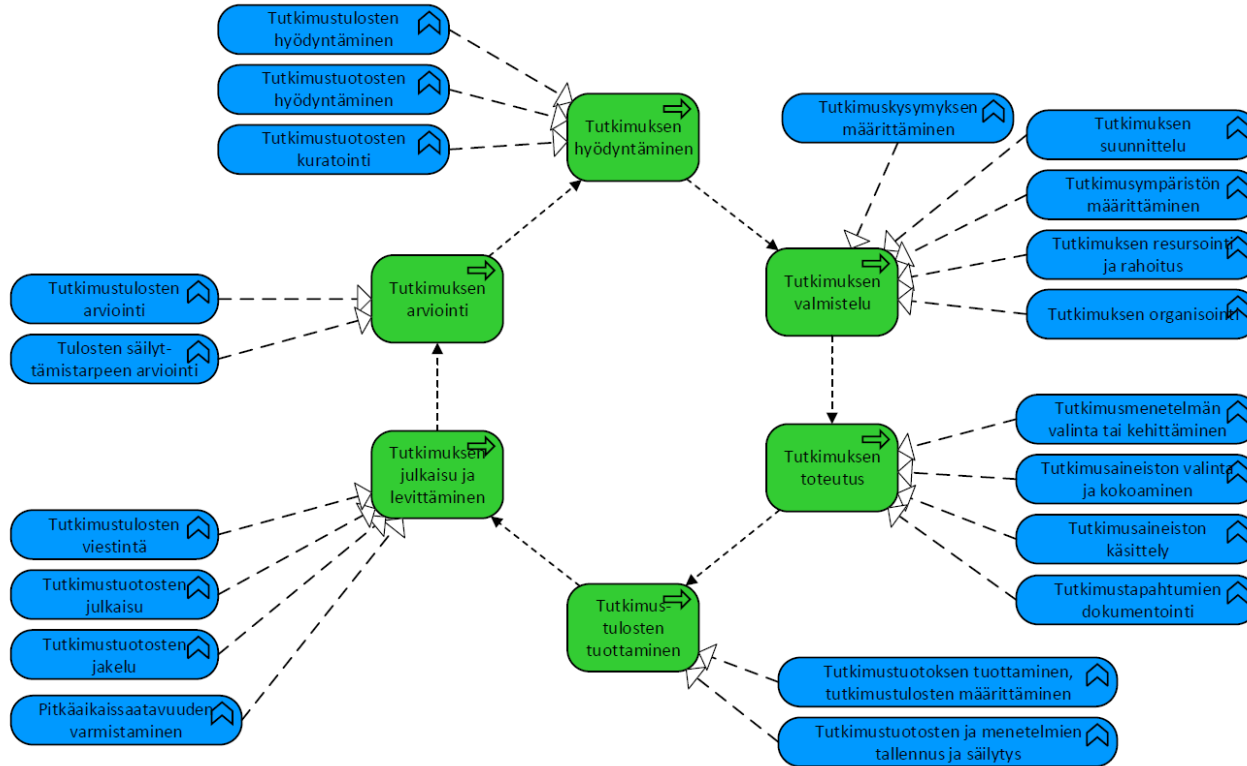 Tutkimustulosten
hyödyntäminen
Tutkimustuotosten
hyödyntäminen
Tutkimustuotosten
kuratointi
Tutkimuksen
hyödyntäminen
Tutkimuskysymyksen
määrittäminen
Tutkimuksen
suunnittelu
Tutkimusympäristön
määrittäminen
Tutkimuksen resursointi
ja rahoitus
Tutkimuksen organisointi
Tutkimuksen
valmistelu
Tutkimuksen
arviointi
Tutkimustulosten
arviointi
Tulosten säilyt-
tämistarpeen arviointi
Tutkimuksen
julkaisu ja
levittäminen
Tutkimuksen
toteutus
Tutkimusmenetelmän
valinta tai kehittäminen
Tutkimusaineiston valinta
ja kokoaminen
Tutkimusaineiston
käsittely
Tutkimustapahtumien
dokumentointi
Tutkimustulosten
viestintä
Tutkimustuotosten
julkaisu
Tutkimustuotosten
jakelu
Pitkäaikaissaatavuuden
varmistaminen
Tutkimus-
tulosten
tuottaminen
Tutkimustuotoksen tuottaminen,
tutkimustulosten määrittäminen
Tutkimustuotosten ja menetelmien
tallennus ja säilytys